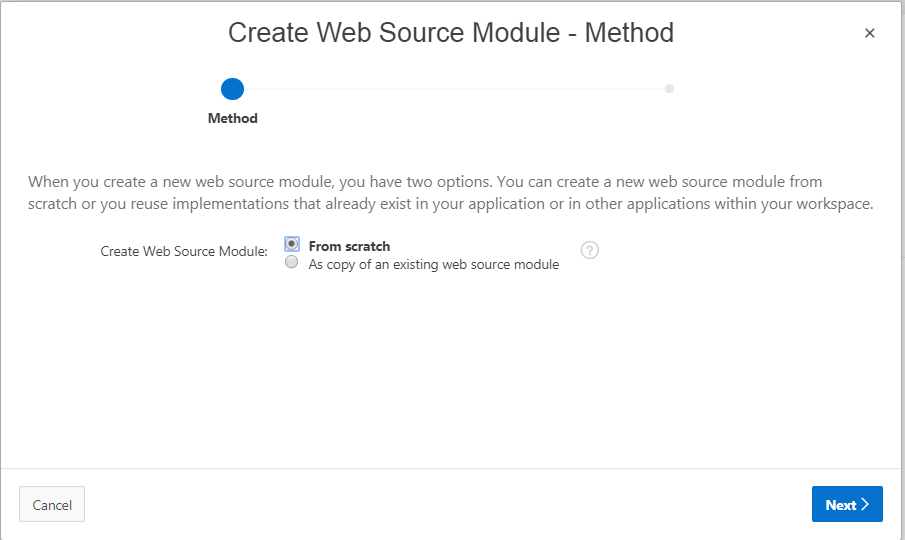 Create Web Source Module - Method
×
Method
When you create a new web source module, you have two options. You can create a new web source module from
scratch or you reuse implementations that already exist in your application or in other applications within your workspace.
Create Web Source Module:
From scratch
As copy of an existing web source module
?
Cancel
Next >